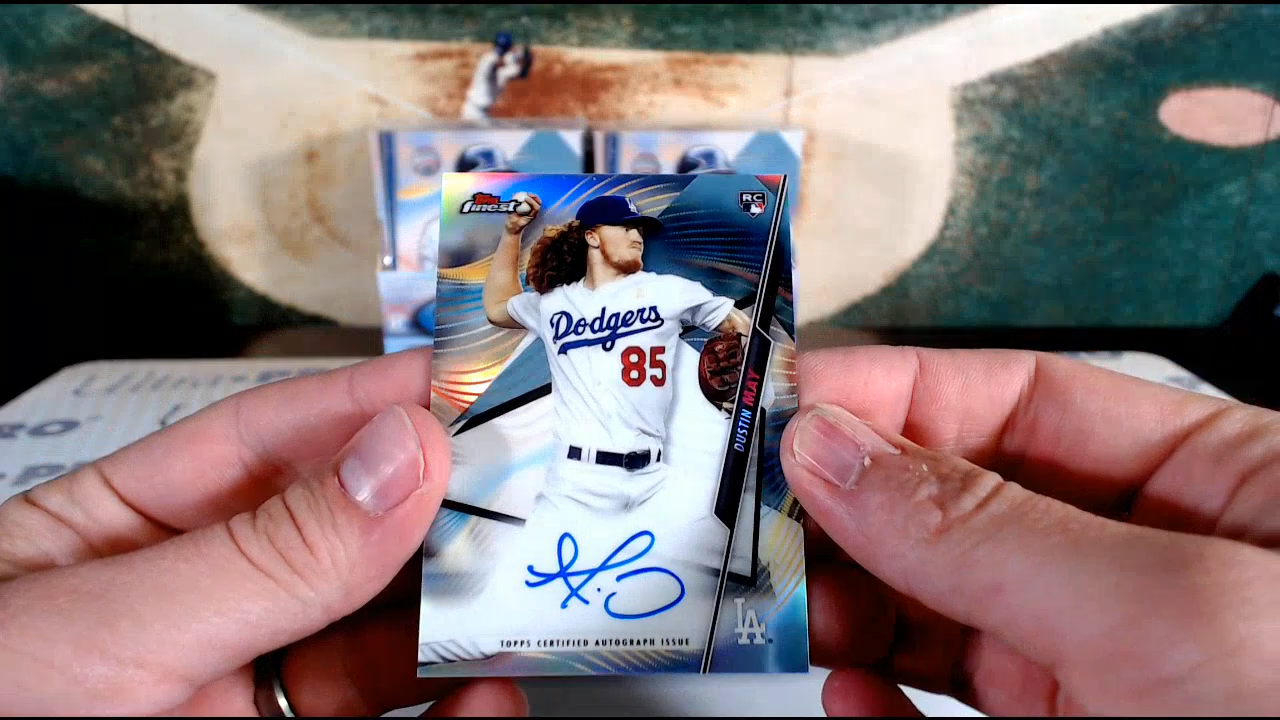 Topps
finest
RC
Dodgers
85
DUSTIN MAY
TOPPS CERTIFIED AUTOGRAPH ISSUE
LA